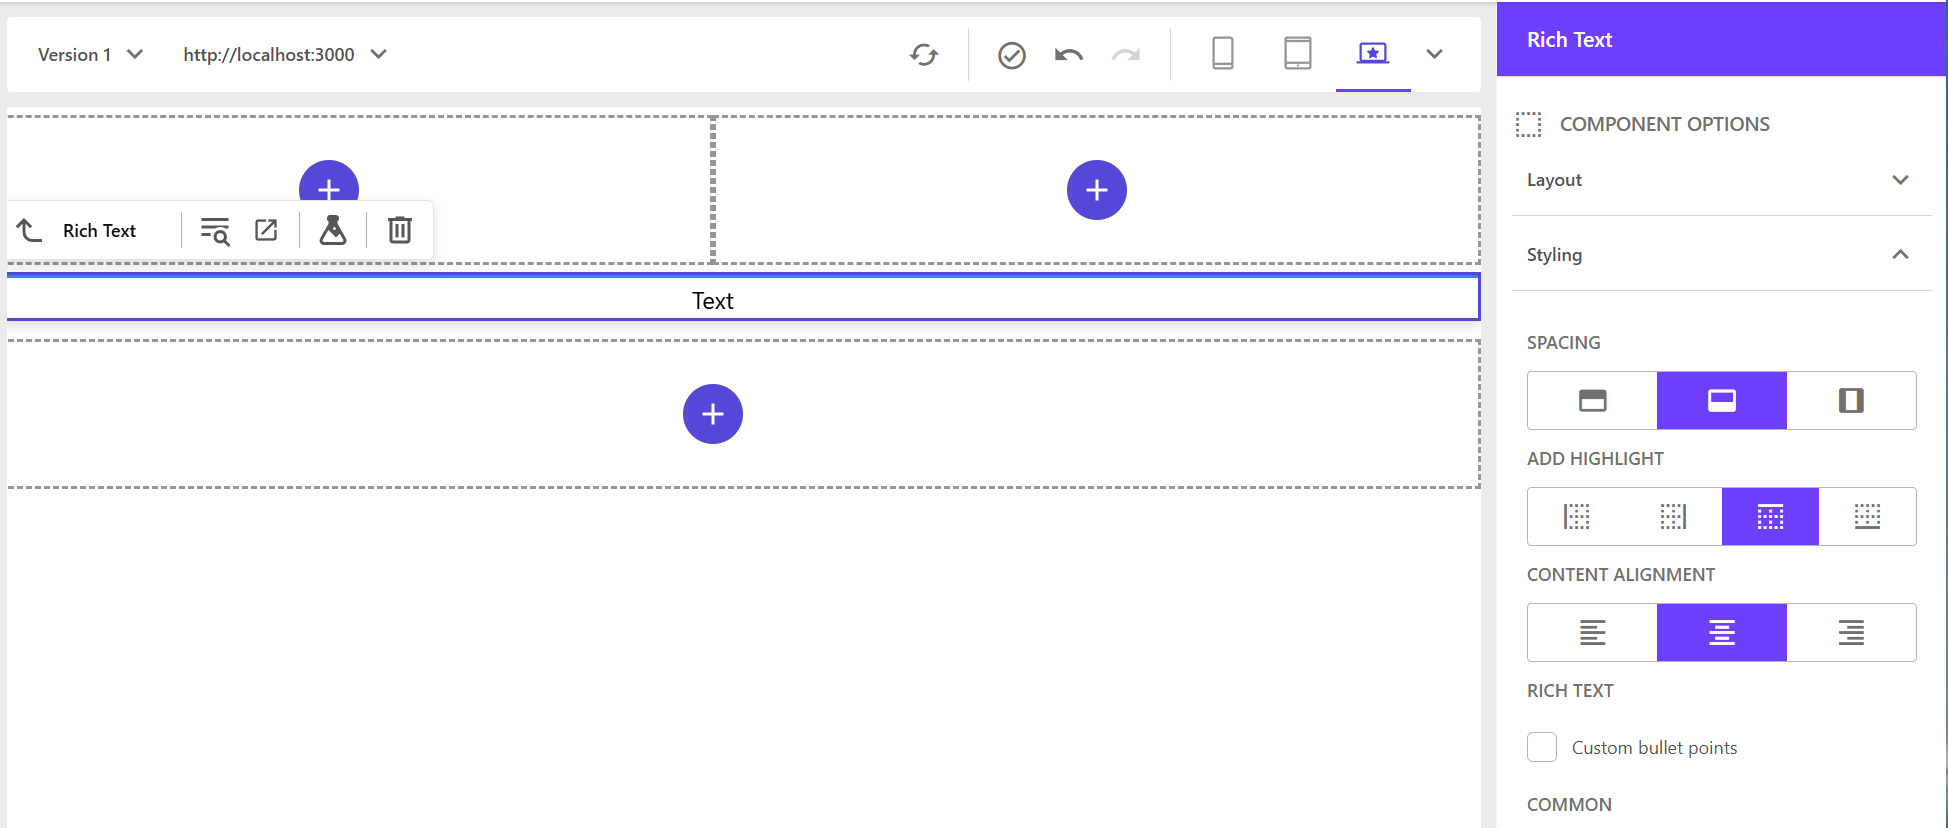 Version 1
http://localhost:3000
Rich Text
Text
Rich Text
COMPONENT OPTIONS
Layout
Styling
SPACING
ADD HIGHLIGHT
CONTENT ALIGNMENT
RICH TEXT
Custom bullet points
COMMON